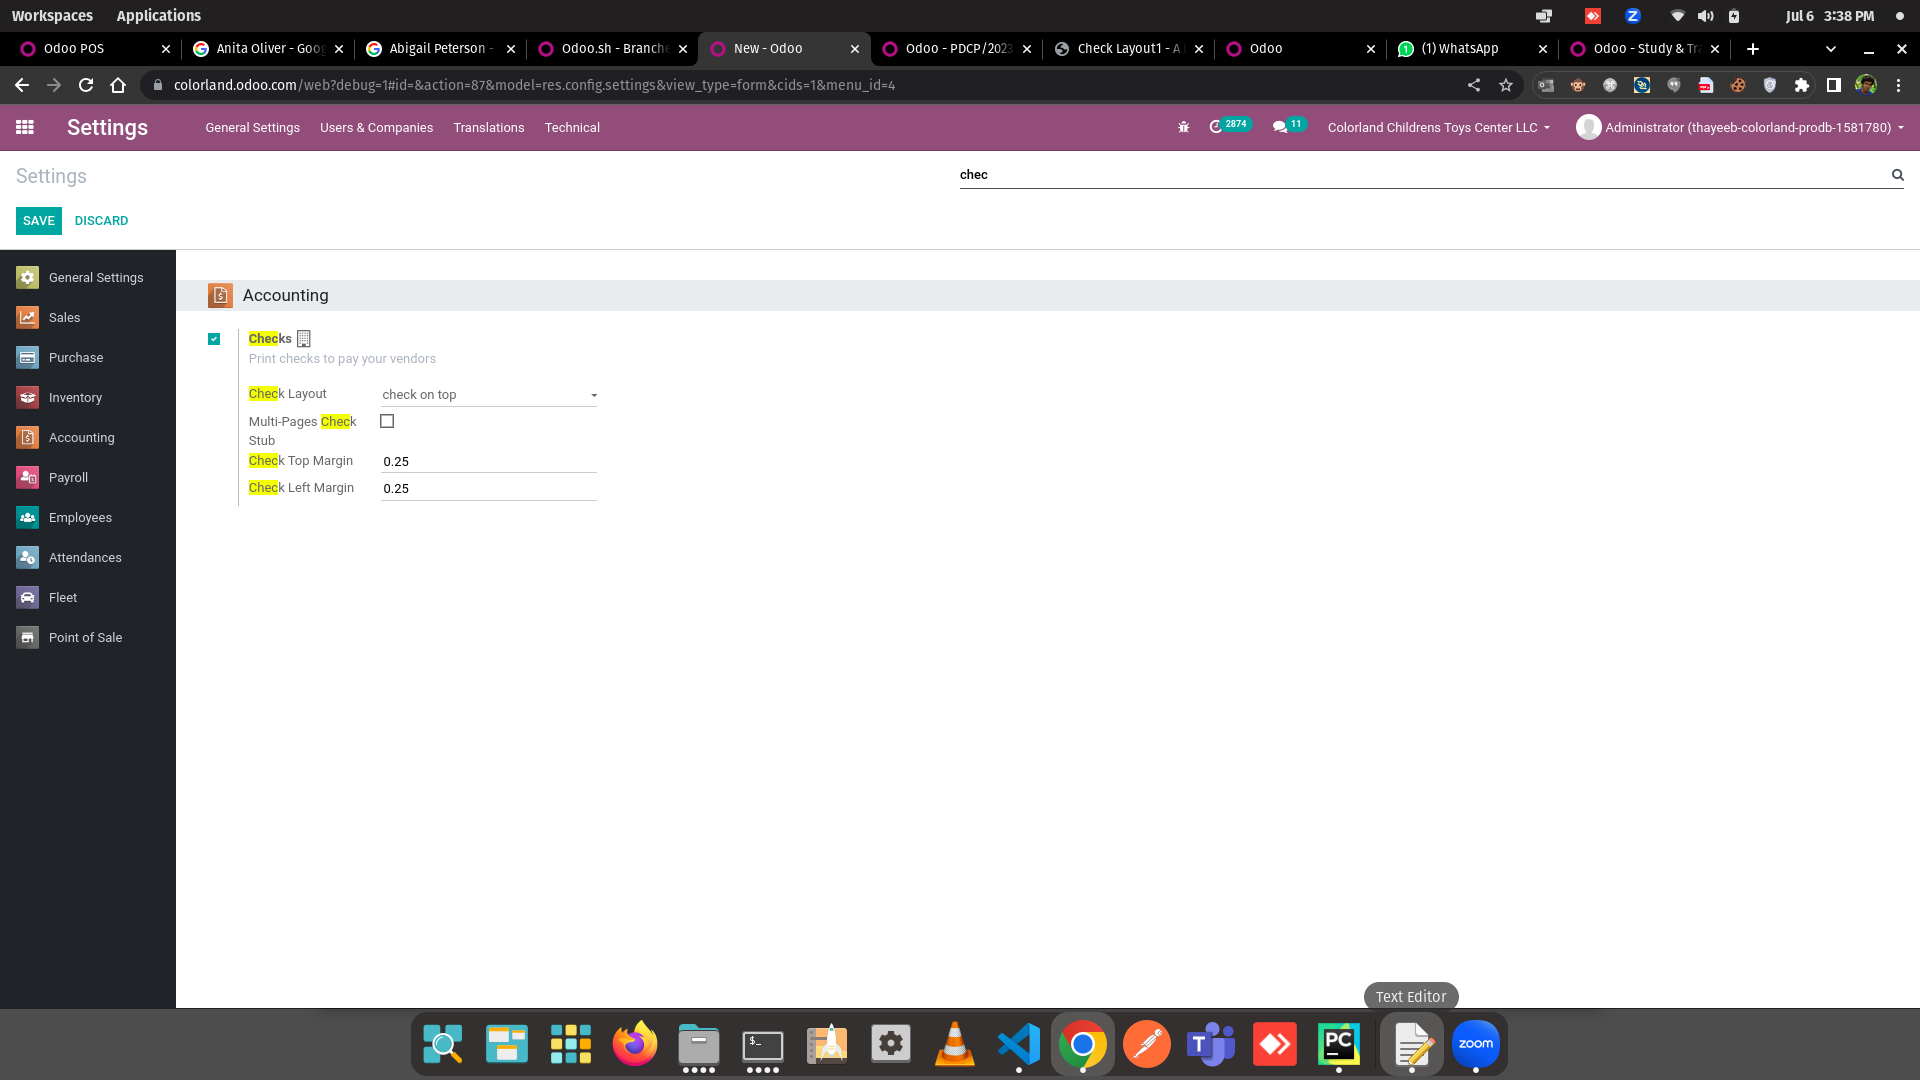 Workspaces Applications Jul 6 3:38 PM
Odoo POS Anita Oliver - Goog Abigail Peterson - Odoo.sh - Branche New - Odoo Odoo - PDCP/2023 Check Layout1 - A Odoo (1) WhatsApp Odoo - Study & Tra
colorland.odoo.com/web?debug=1#id=&action=87&model=res.config.settings&view_type=form&cids=1&menu_id=4
Settings General Settings Users & Companies Translations Technical 2874 11 Colorland Childrens Toys Center LLC Administrator (thayeeb-colorland-prodb-1581780)
Settings chec
SAVE DISCARD
General Settings
Sales
Purchase
Inventory
Accounting
Payroll
Employees
Attendances
Fleet
Point of Sale
Accounting
Checks
Print checks to pay your vendors
Check Layout check on top
Multi-Pages Check
Stub
Check Top Margin 0.25
Check Left Margin 0.25
Text Editor
$_
PC
zoom